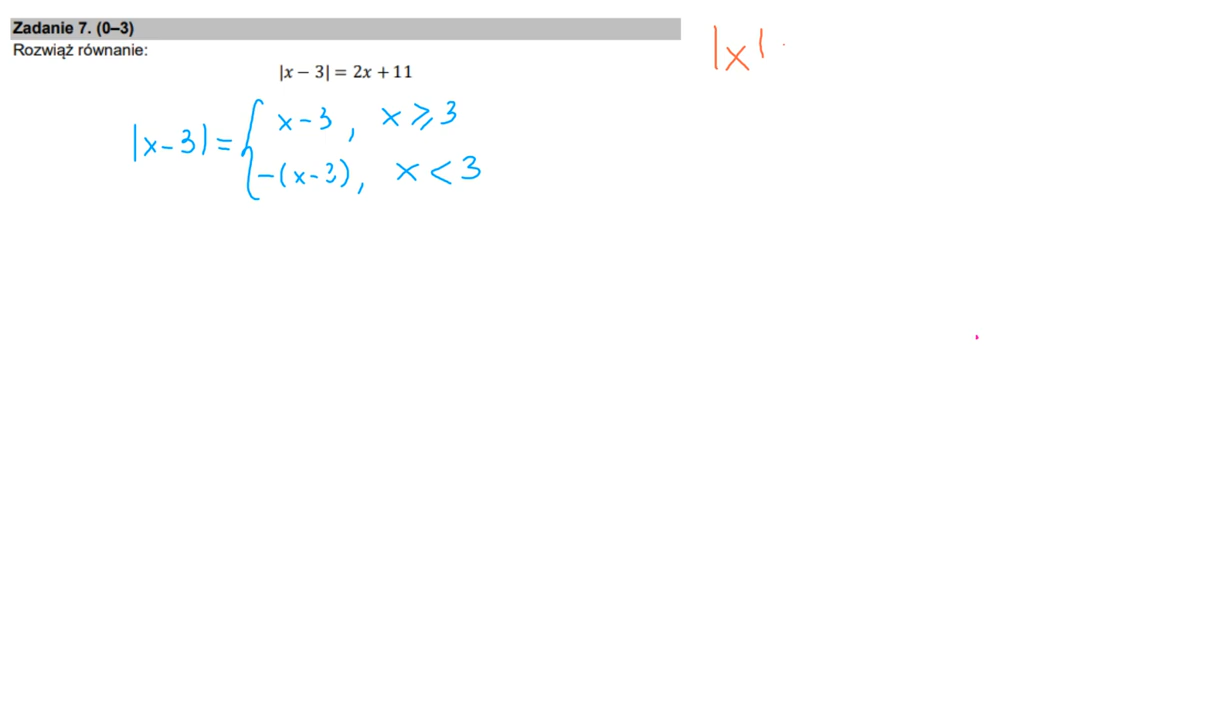 Zadanie 7. (0–3)
Rozwiąż równanie:
|x − 3| = 2x + 11
|x-3| = { x-3 , x ⩾ 3
-(x-3) , x < 3
|x|